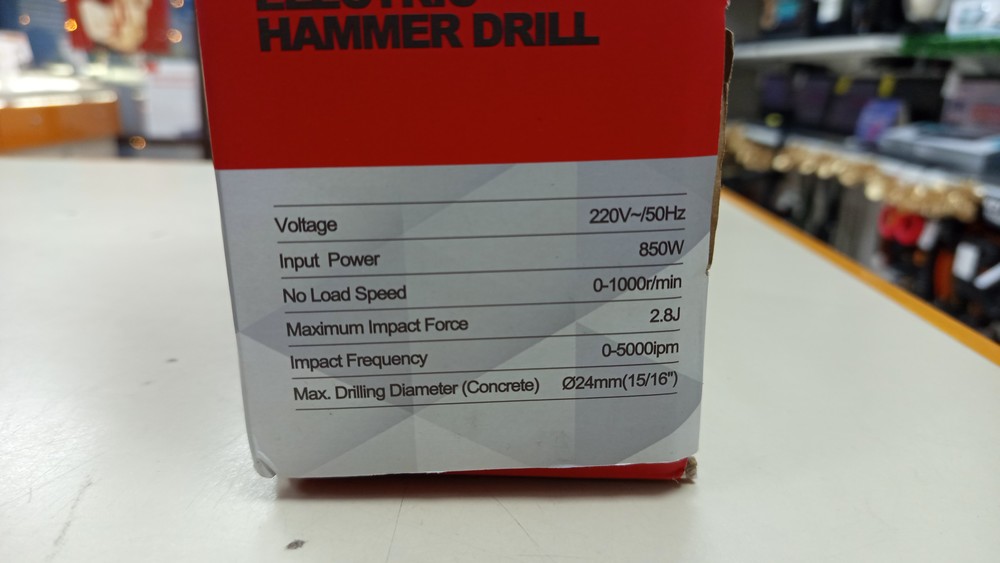 ELECTRIC
HAMMER DRILL
Voltage 220V~/50Hz
Input Power 850W
No Load Speed 0-1000r/min
Maximum Impact Force 2.8J
Impact Frequency 0-5000ipm
Max. Drilling Diameter (Concrete) Ø24mm(15/16")